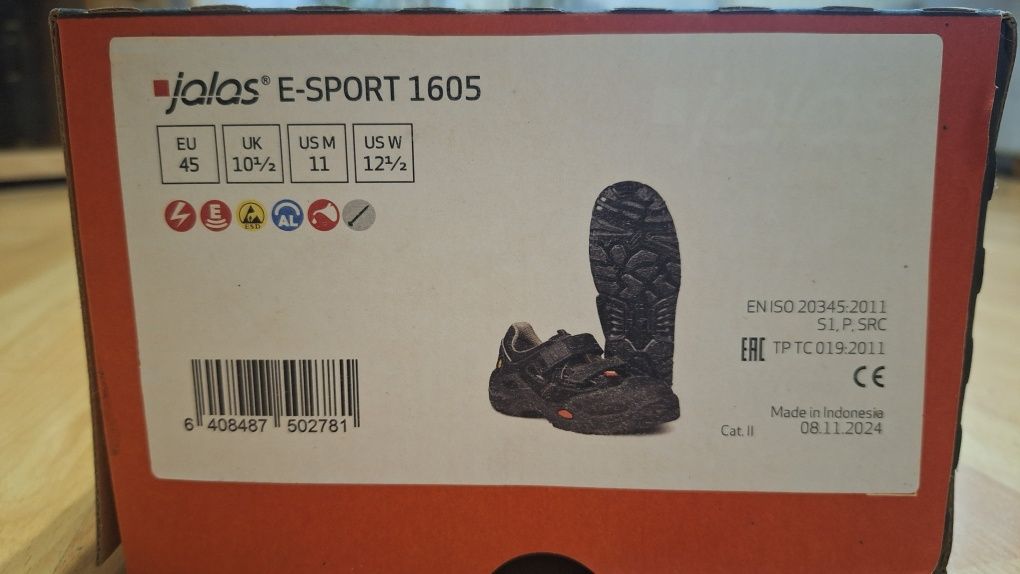 jalas® E-SPORT 1605
EU UK US M US W
45 10½ 11 12½
E ESD AL
EN ISO 20345:2011
S1, P, SRC
EAC TP TC 019:2011
CE
Made in Indonesia
Cat. II 08.11.2024
6 408487 502781